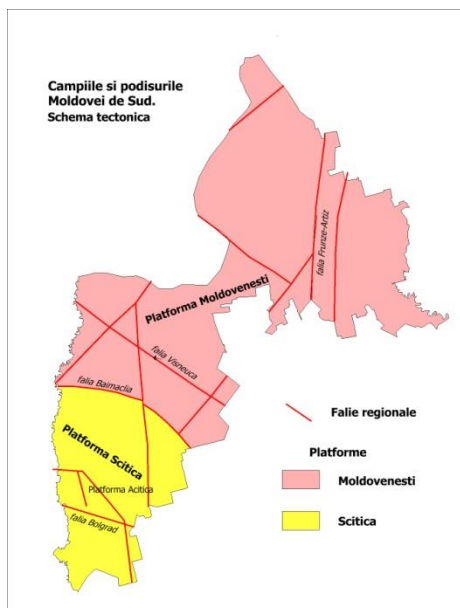 Campiile si podisurile
Moldovei de Sud.
Schema tectonica
falia Frunze-Artiz
Platforma Moldovenesti
falia Visneuca
falia Baimaclia
Platforma Scitica
Platforma Acitica
falia Bolgrad
Falie regionale
Platforme
Moldovenesti
Scitica